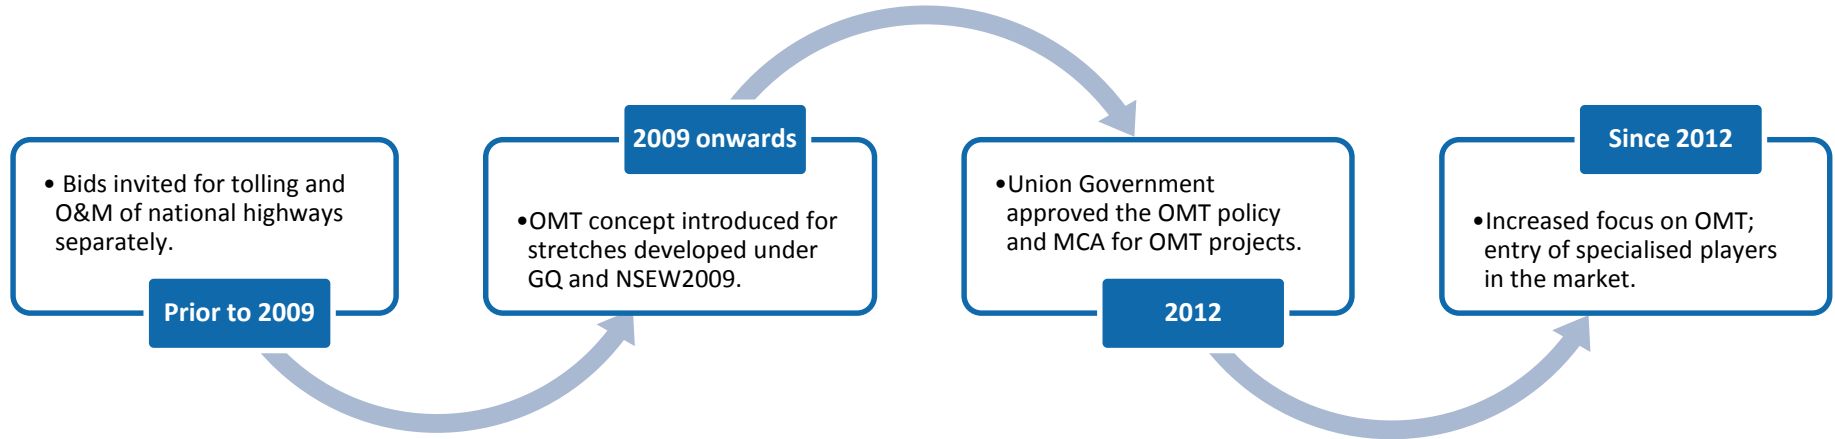 • Bids invited for tolling and
O&M of national highways
separately.
Prior to 2009
2009 onwards
•OMT concept introduced for
stretches developed under
GQ and NSEW2009.
•Union Government
approved the OMT policy
and MCA for OMT projects.
2012
Since 2012
•Increased focus on OMT;
entry of specialised players
in the market.